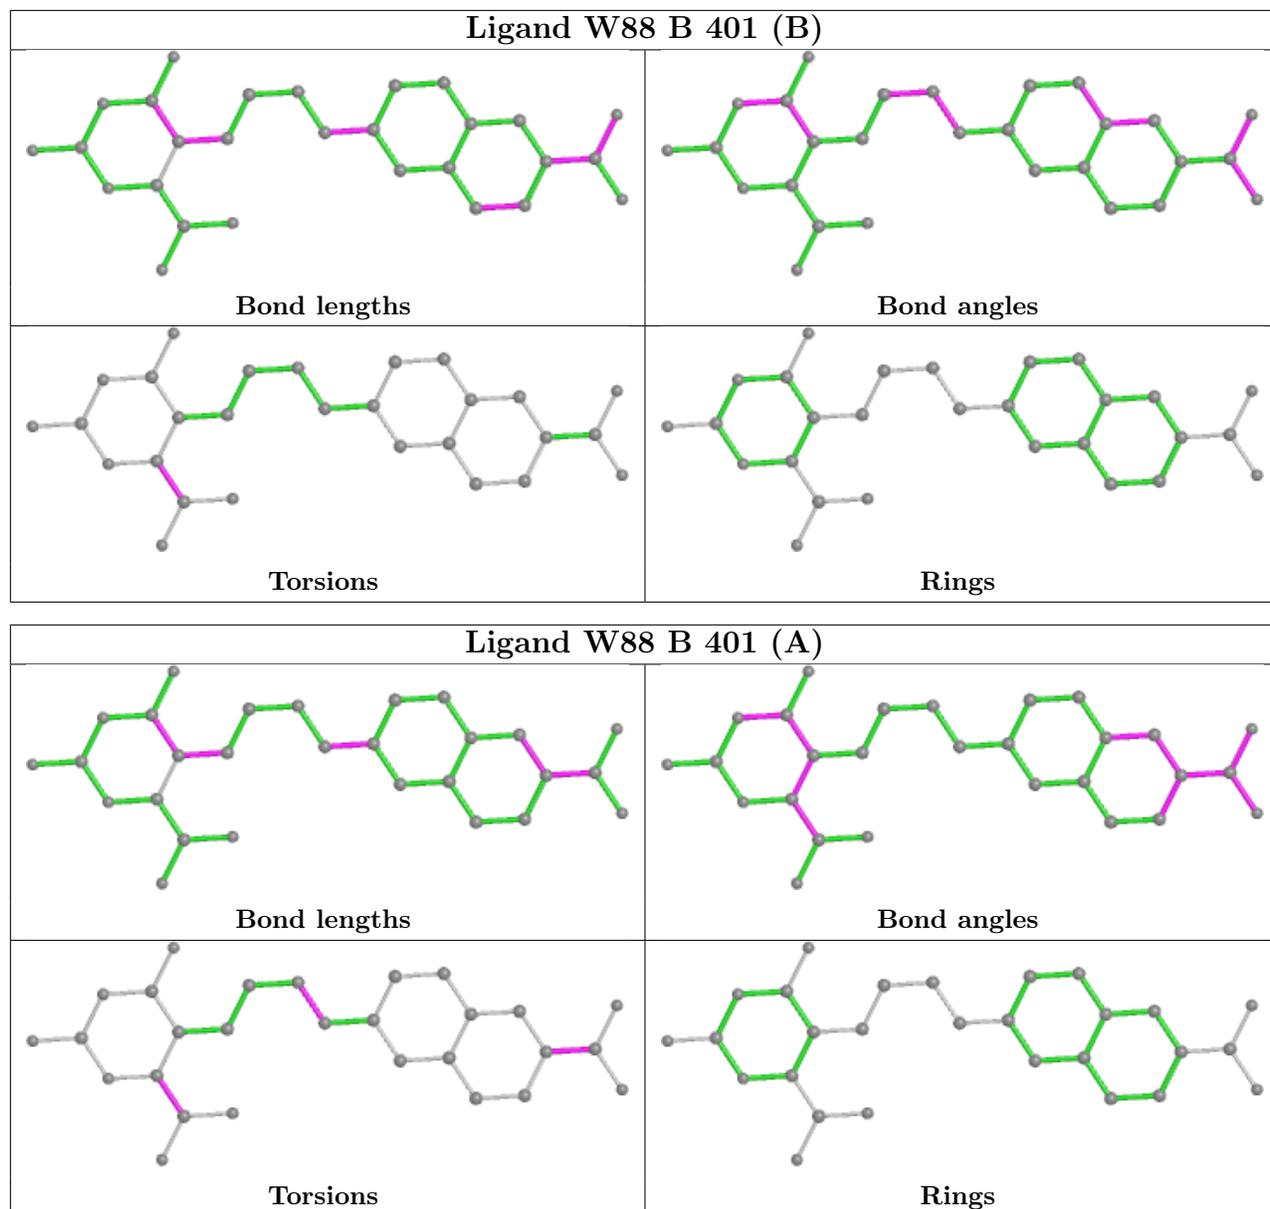 Ligand W88 B 401 (B)
Bond lengths
Bond angles
Torsions
Rings
Ligand W88 B 401 (A)
Bond lengths
Bond angles
Torsions
Rings